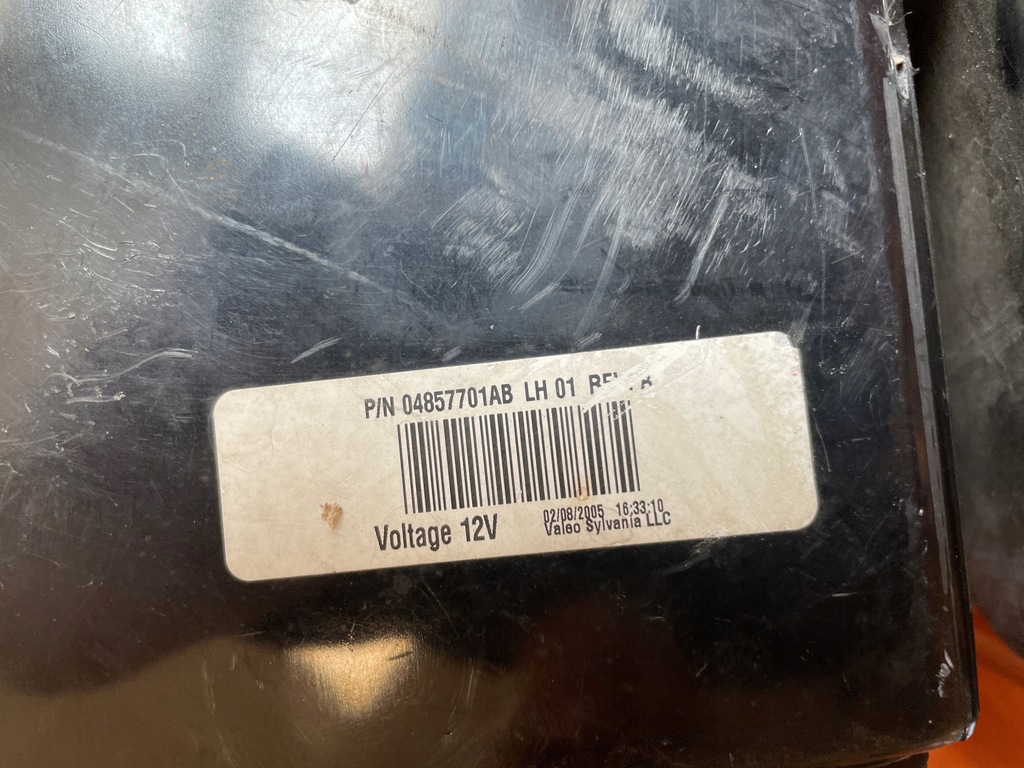 P/N 04857701AB LH 01
Voltage 12V
02/08/2005 16:33:10
Valeo Sylvania LLC